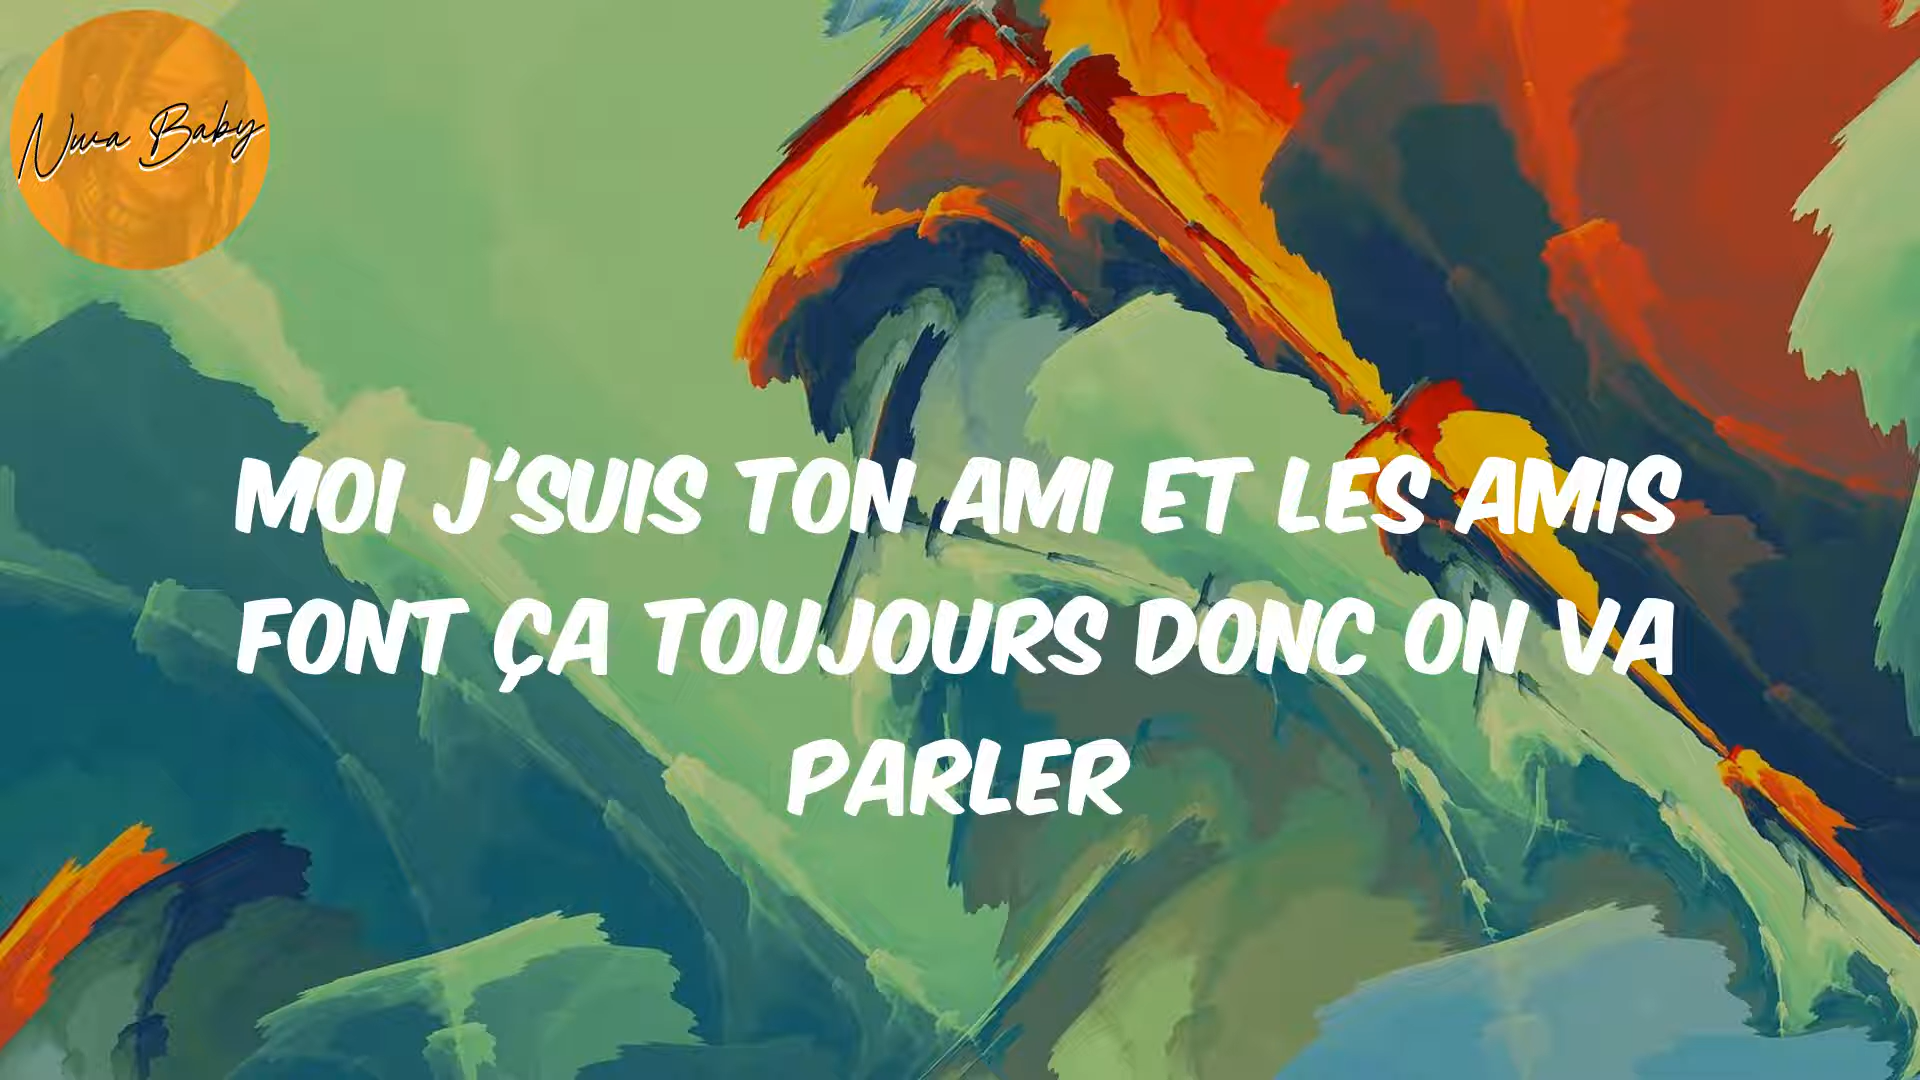 Nwa Baby
MOI J'SUIS TON AMI ET LES AMIS
FONT ÇA TOUJOURS DONC ON VA
PARLER